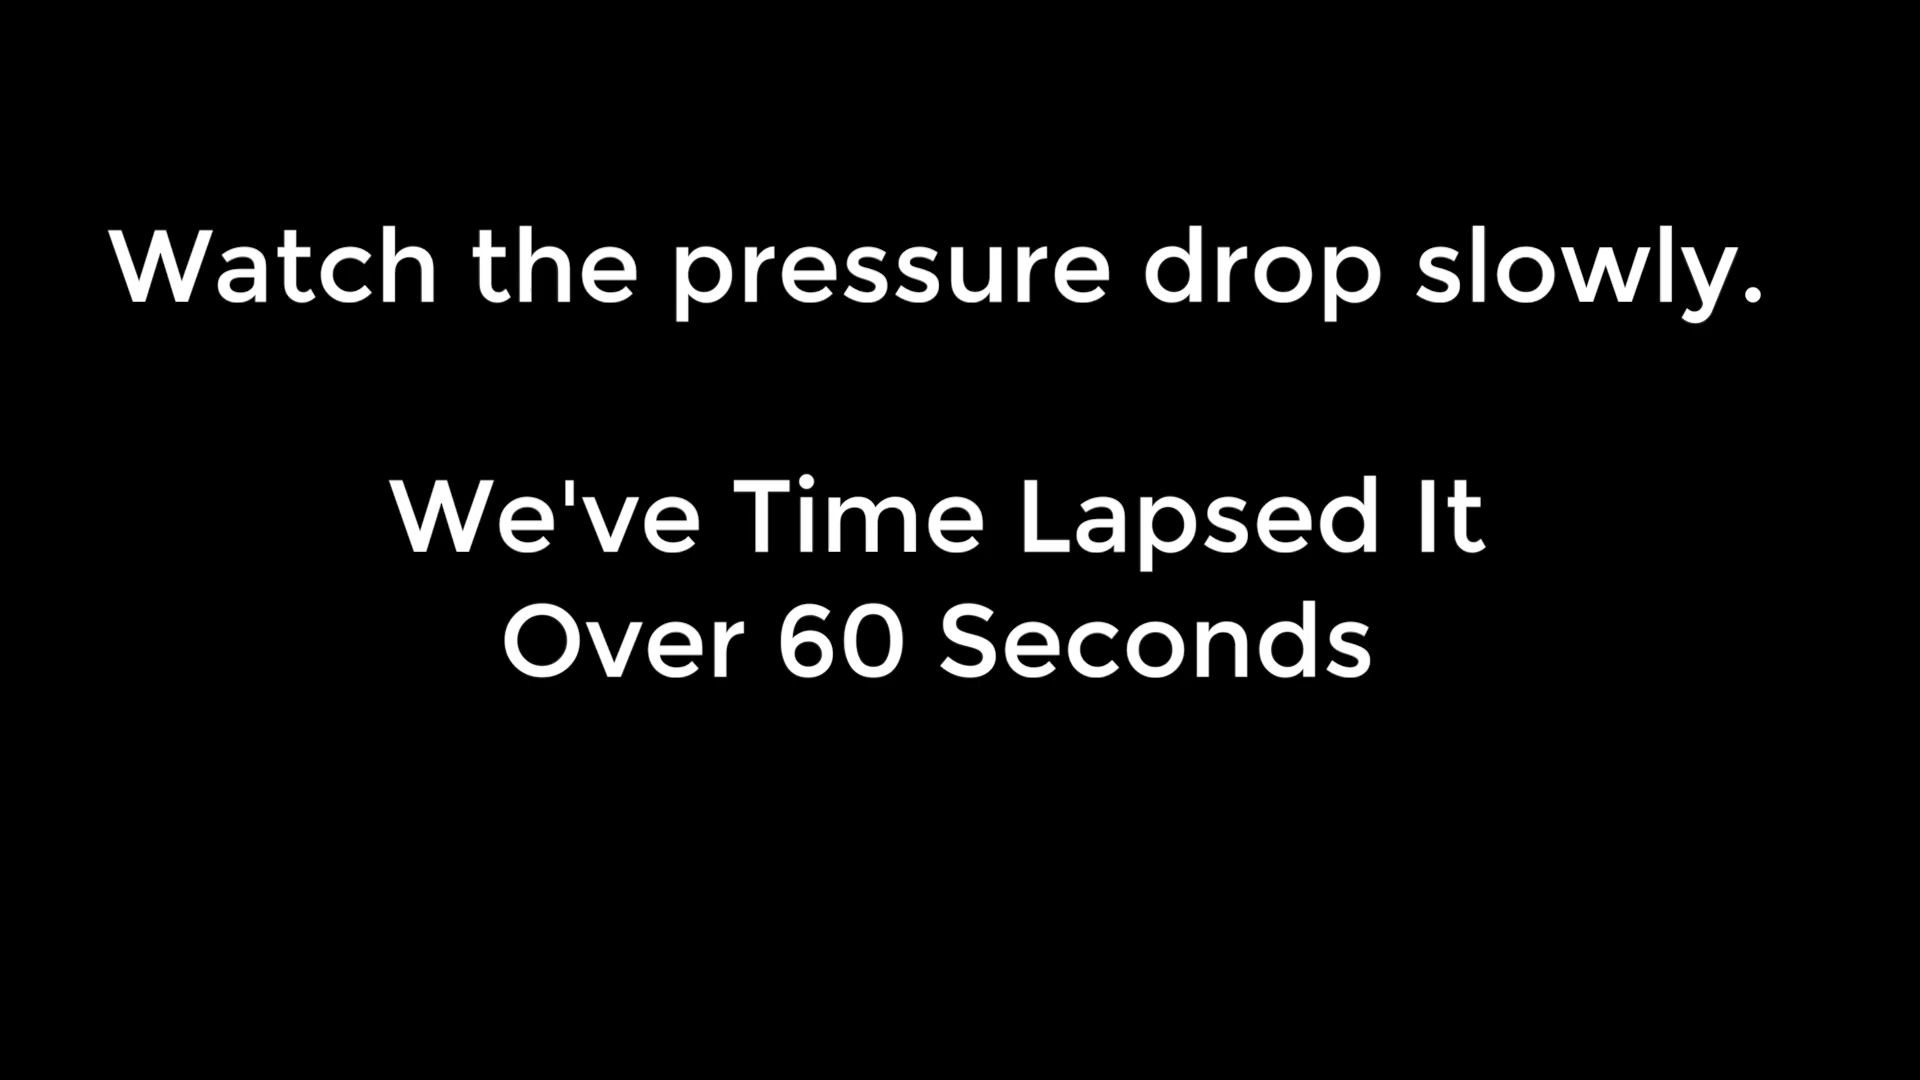 Watch the pressure drop slowly.
We've Time Lapsed It
Over 60 Seconds